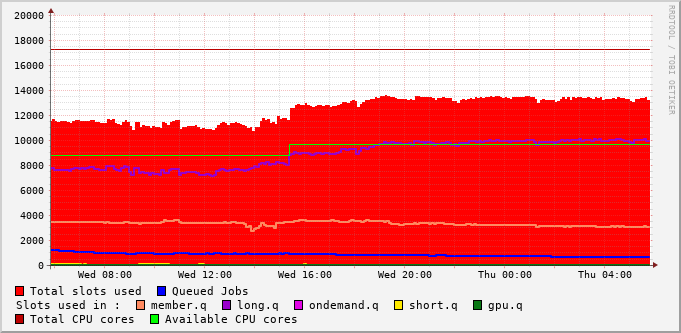 20000
18000
16000
14000
12000
10000
8000
6000
4000
2000
0
Wed 08:00 Wed 12:00 Wed 16:00 Wed 20:00 Thu 00:00 Thu 04:00
RRDTOOL / TOBI OETIKER
Total slots used Queued Jobs
Slots used in : member.q long.q ondemand.q short.q gpu.q
Total CPU cores Available CPU cores